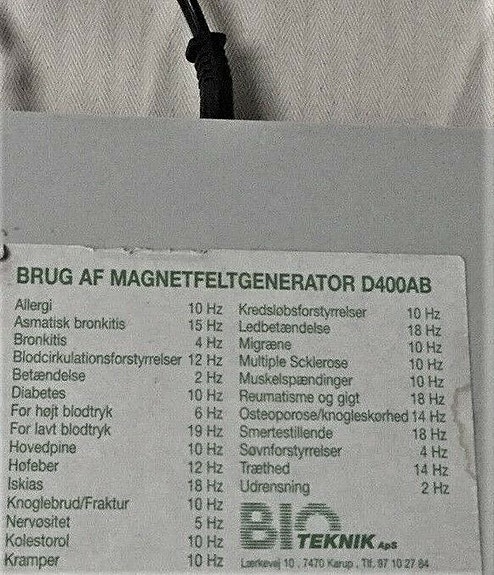 BRUG AF MAGNETFELTGENERATOR D400AB
Allergi 10 Hz
Asmatisk bronkitis 15 Hz
Bronkitis 4 Hz
Blodcirkulationsforstyrrelser 12 Hz
Betændelse 2 Hz
Diabetes 10 Hz
For højt blodtryk 6 Hz
For lavt blodtryk 19 Hz
Hovedpine 10 Hz
Høfeber 12 Hz
Iskias 18 Hz
Knoglebrud/Fraktur 10 Hz
Nervøsitet 5 Hz
Kolestorol 10 Hz
Kramper 10 Hz
Kredsløbsforstyrrelser 10 Hz
Ledbetændelse 18 Hz
Migræne 10 Hz
Multiple Scklerose 10 Hz
Muskelspændinger 10 Hz
Reumatisme og gigt 18 Hz
Osteoporose/knogleskørhed 14 Hz
Smertestillende 18 Hz
Søvnforstyrrelser 4 Hz
Træthed 14 Hz
Udrensning 2 Hz
BIO
TEKNIK ApS
Lærkevej 10 . 7470 Karup . Tlf. 97 10 27 84